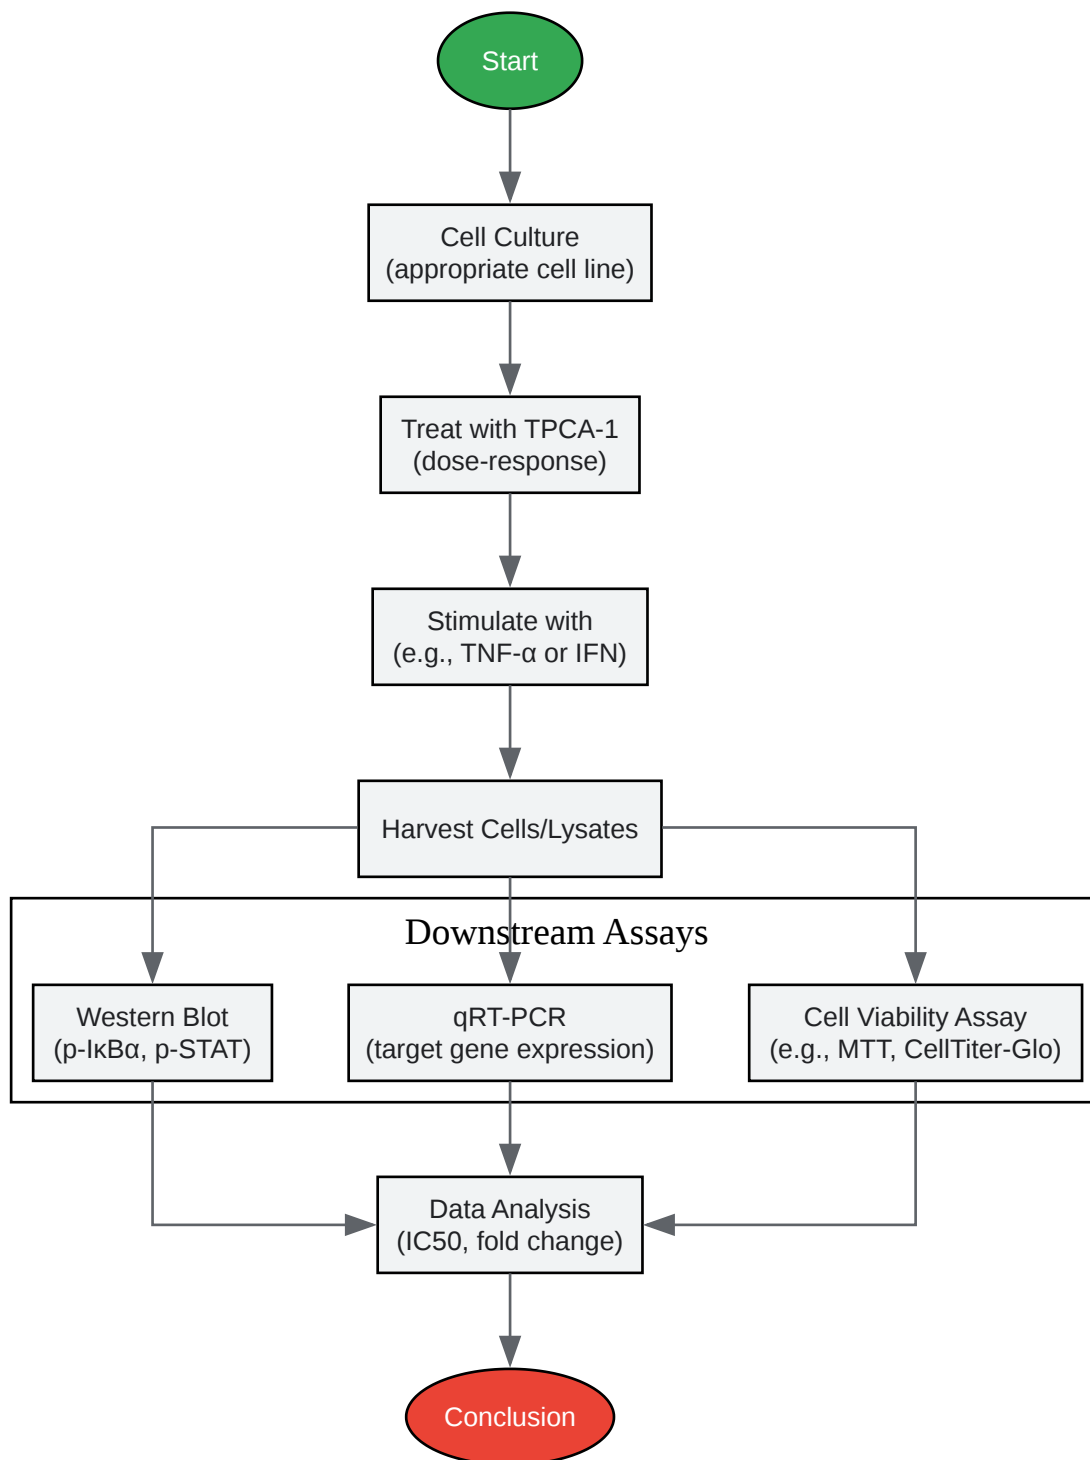 Start
Cell Culture
(appropriate cell line)
Treat with TPCA-1
(dose-response)
Stimulate with
(e.g., TNF-α or IFN)
Harvest Cells/Lysates
Downstream Assays
Western Blot
(p-IκBα, p-STAT)
qRT-PCR
(target gene expression)
Cell Viability Assay
(e.g., MTT, CellTiter-Glo)
Data Analysis
(IC50, fold change)
Conclusion